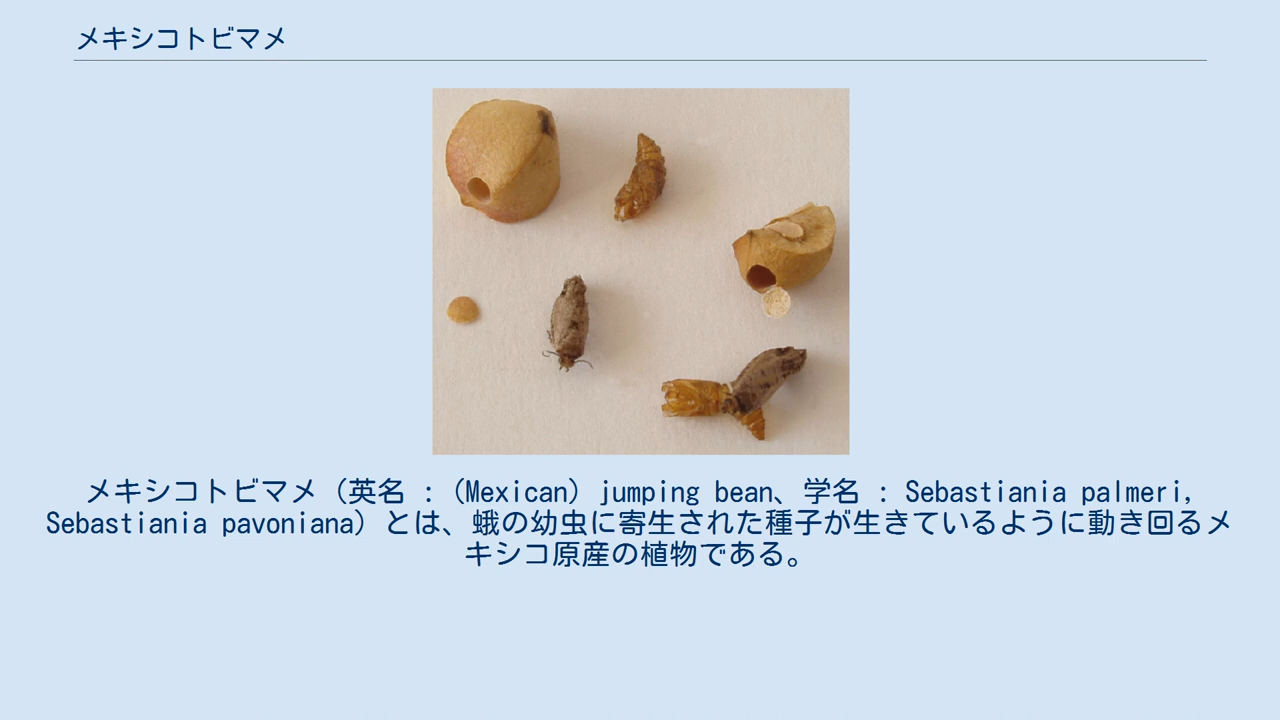 メキシコトビマメ
メキシコトビマメ（英名 : （Mexican） jumping bean、学名 : Sebastiania palmeri,
Sebastiania pavoniana）とは、蛾の幼虫に寄生された種子が生きているように動き回るメ
キシコ原産の植物である。